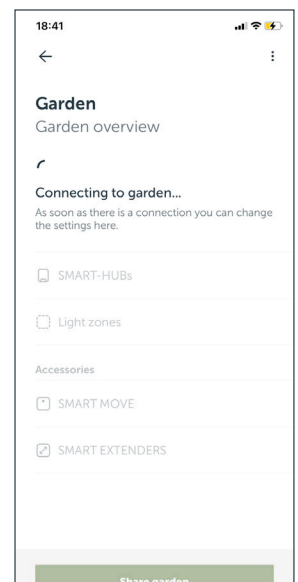 18:41
Garden
Garden overview
Connecting to garden...
As soon as there is a connection you can change
the settings here.
SMART-HUBs
Light zones
Accessories
SMART MOVE
SMART EXTENDERS
Share garden